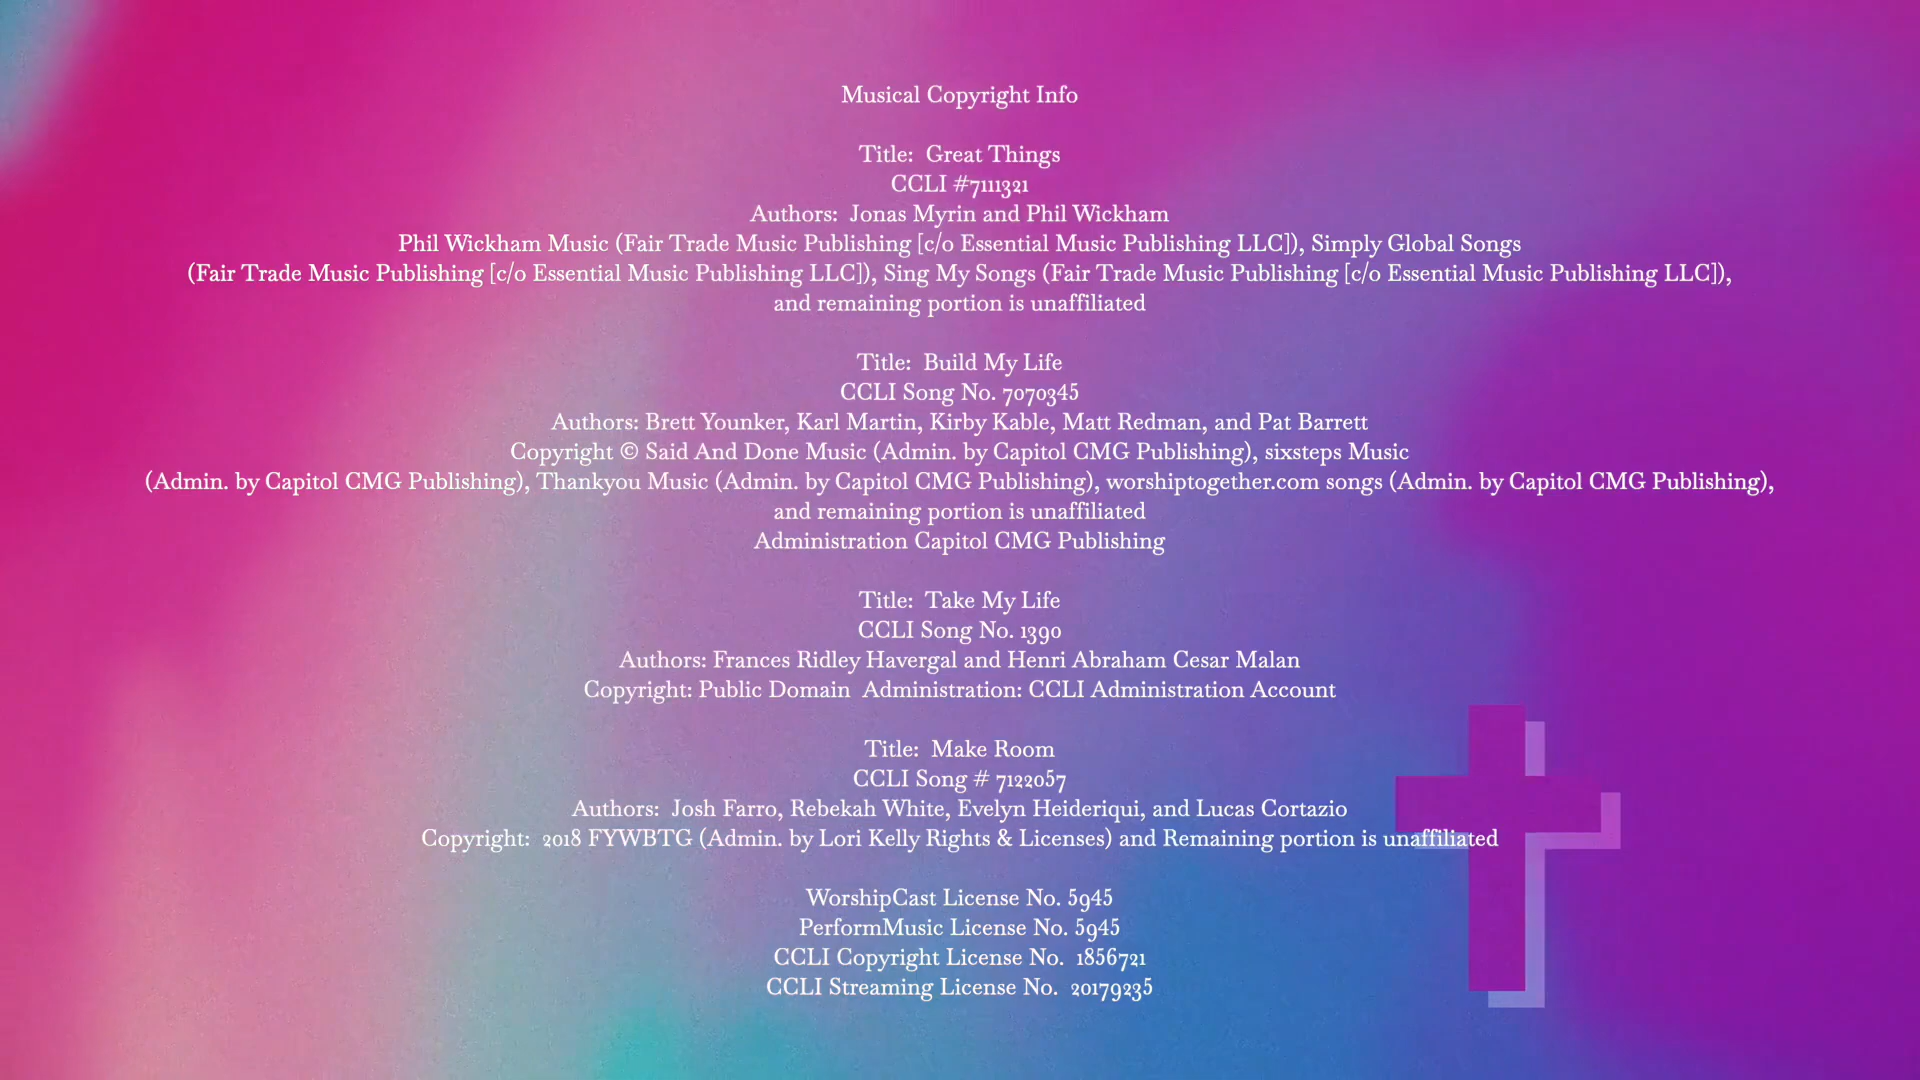 Musical Copyright Info
Title:  Great Things
CCLI #7111321
Authors:  Jonas Myrin and Phil Wickham
Phil Wickham Music (Fair Trade Music Publishing [c/o Essential Music Publishing LLC]), Simply Global Songs
(Fair Trade Music Publishing [c/o Essential Music Publishing LLC]), Sing My Songs (Fair Trade Music Publishing [c/o Essential Music Publishing LLC]),
and remaining portion is unaffiliated
Title:  Build My Life
CCLI Song No. 7070345
Authors: Brett Younker, Karl Martin, Kirby Kable, Matt Redman, and Pat Barrett
Copyright © Said And Done Music (Admin. by Capitol CMG Publishing), sixsteps Music
(Admin. by Capitol CMG Publishing), Thankyou Music (Admin. by Capitol CMG Publishing), worshiptogether.com songs (Admin. by Capitol CMG Publishing),
and remaining portion is unaffiliated
Administration Capitol CMG Publishing
Title:  Take My Life
CCLI Song No. 1390
Authors: Frances Ridley Havergal and Henri Abraham Cesar Malan
Copyright: Public Domain  Administration: CCLI Administration Account
Title:  Make Room
CCLI Song # 7122057
Authors:  Josh Farro, Rebekah White, Evelyn Heideriqui, and Lucas Cortazio
Copyright:  2018 FYWBTG (Admin. by Lori Kelly Rights & Licenses) and Remaining portion is unaffiliated
WorshipCast License No. 5945
PerformMusic License No. 5945
CCLI Copyright License No.  1856721
CCLI Streaming License No.  20179235